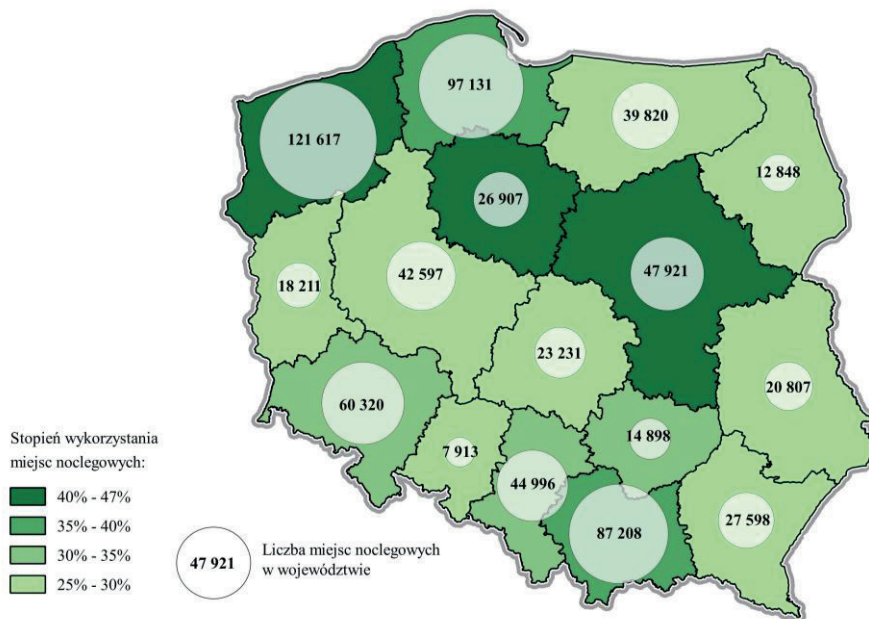 97 131
121 617
39 820
12 848
26 907
47 921
42 597
18 211
23 231
20 807
60 320
14 898
7 913
44 996
27 598
87 208
Stopień wykorzystania
miejsc noclegowych:
40% - 47%
35% - 40%
30% - 35%
25% - 30%
47 921
Liczba miejsc noclegowych
w województwie